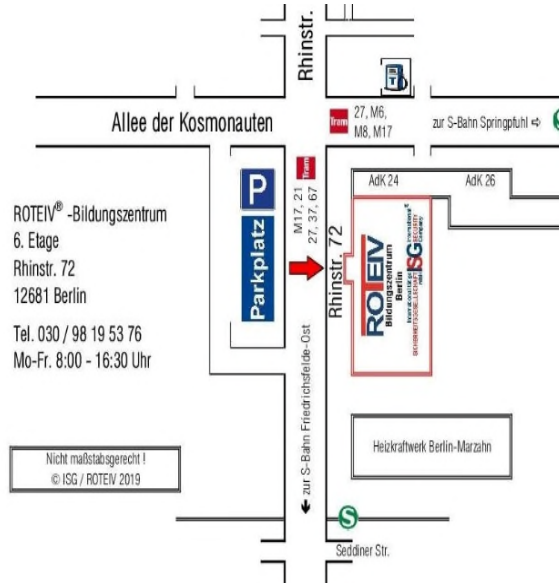 Rhinstr.
Allee der Kosmonauten
Tram
27, M6,
M8, M17
zur S-Bahn Springpfuhl ⇨
S
P
Parkplatz
Tram
M17, 21
27, 37, 67
Rhinstr. 72
AdK 24
AdK 26
ROTEIV
Bildungszentrum
Berlin
ISG
ROTEIV® -Bildungszentrum
6. Etage
Rhinstr. 72
12681 Berlin
Tel. 030 / 98 19 53 76
Mo-Fr. 8:00 - 16:30 Uhr
← zur S-Bahn Friedrichsfelde-Ost
Heizkraftwerk Berlin-Marzahn
Nicht maßstabsgerecht !
© ISG / ROTEIV 2019
S
Seddiner Str.